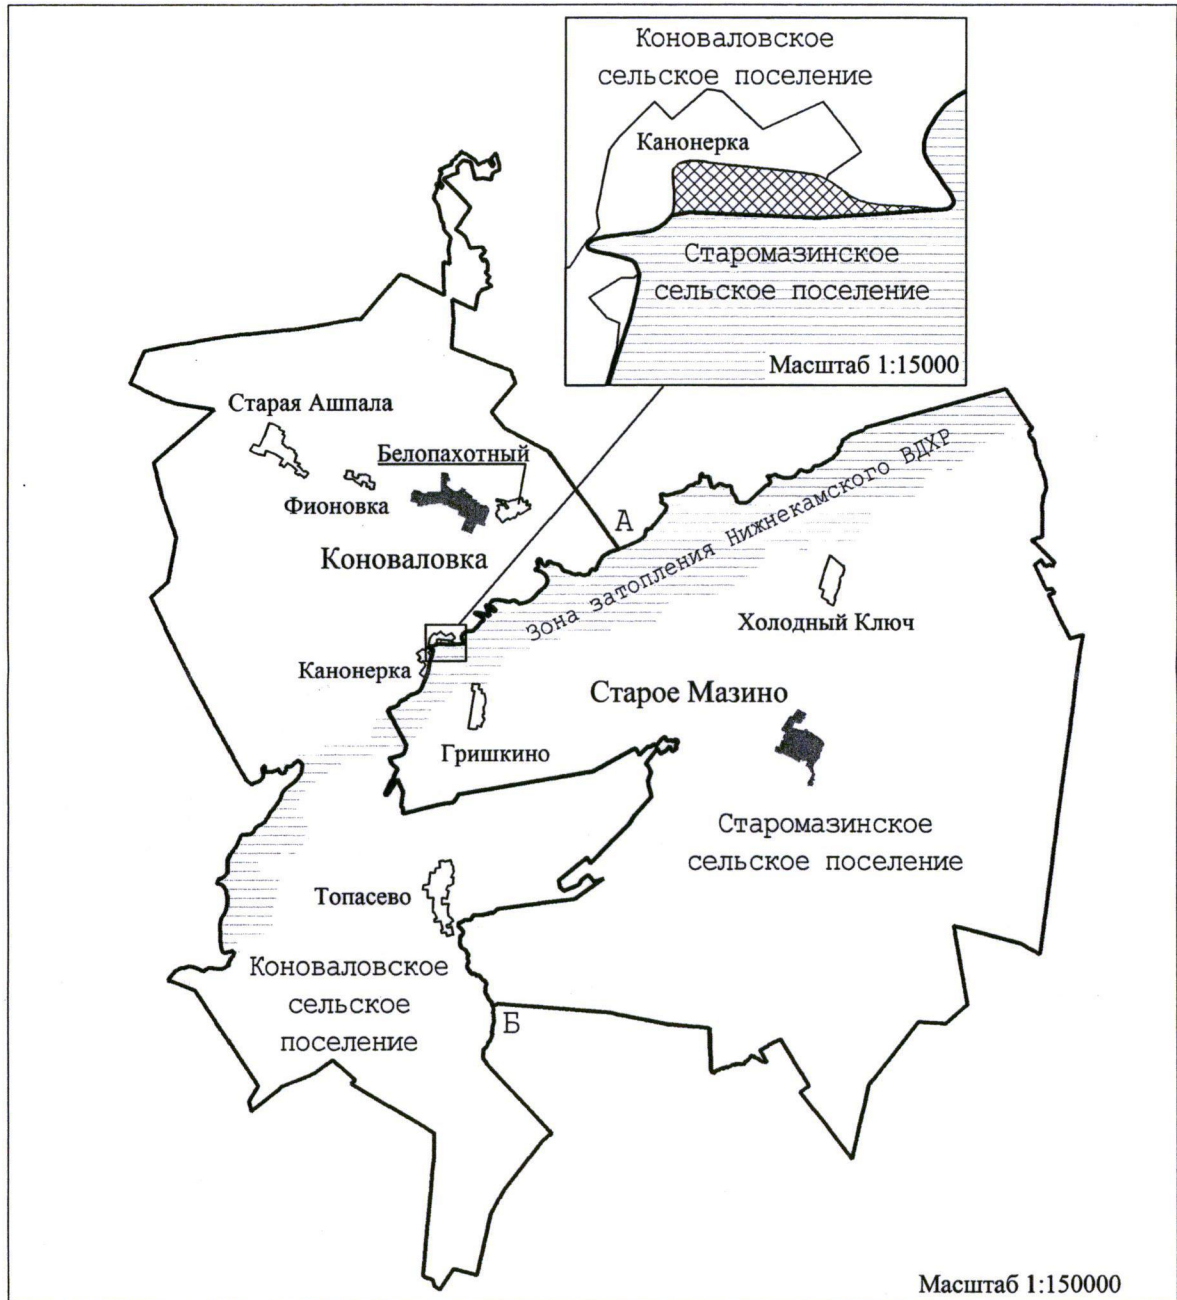 Коноваловское
сельское поселение
Канонерка
Старомазинское
сельское поселение
Масштаб 1:15000
Старая Ашпала
Белопахотный
Фионовка
Коноваловка
А
Зона затопления Нижнекамского ВДХР
Холодный Ключ
Канонерка
Старое Мазино
Гришкино
Старомазинское
сельское поселение
Топасево
Коноваловское
сельское
поселение
Б
Масштаб 1:150000